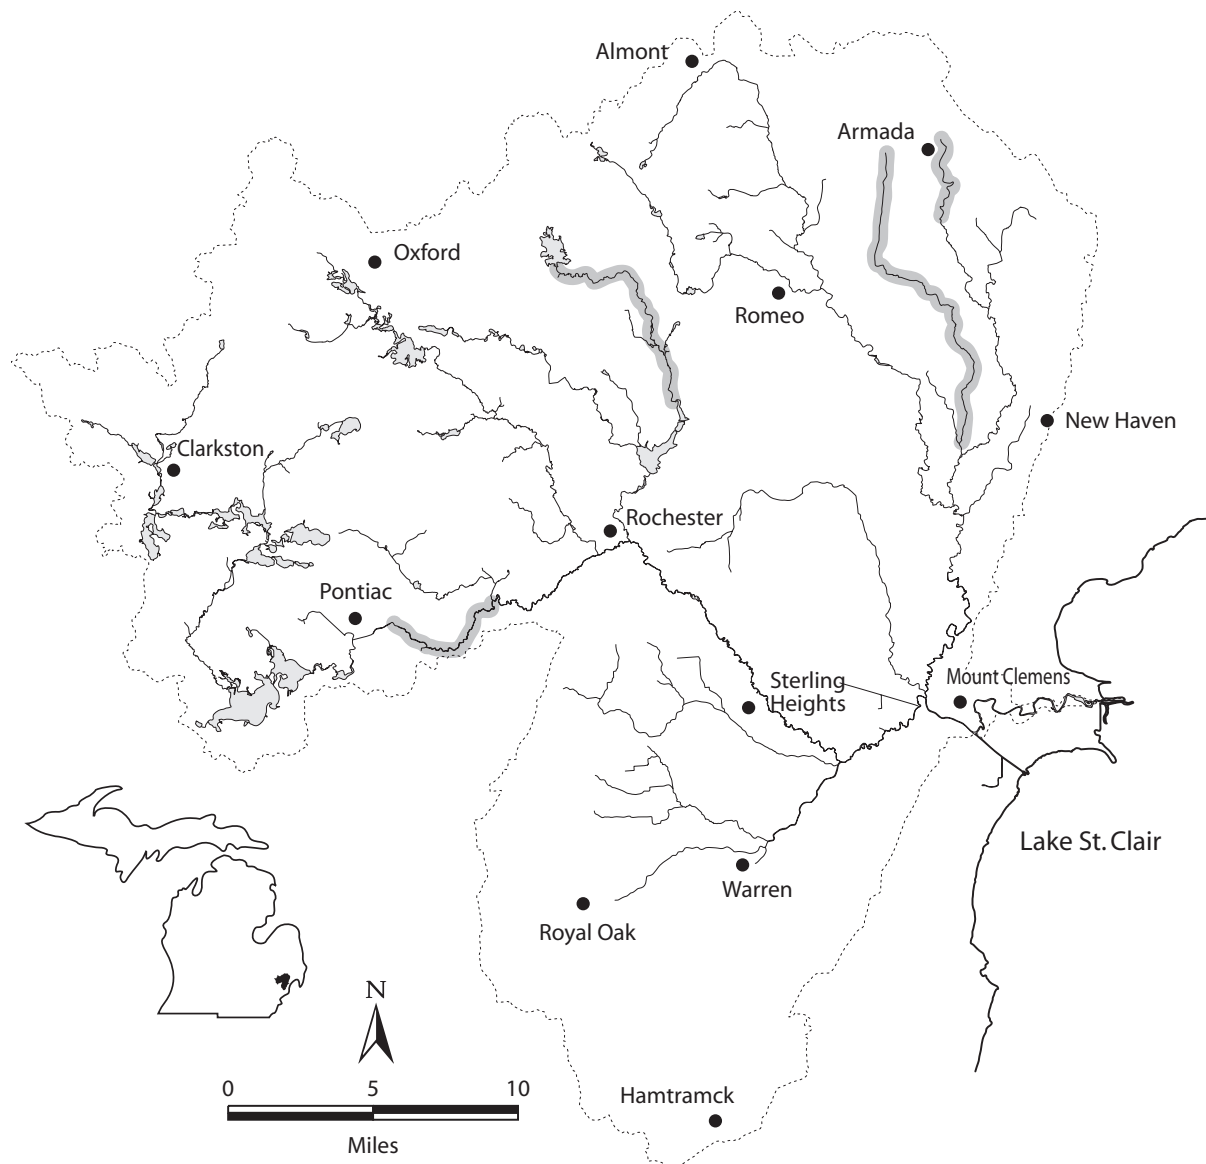 Almont
Armada
Oxford
Romeo
New Haven
Clarkston
Rochester
Pontiac
Mount Clemens
Sterling
Heights
Lake St. Clair
Warren
Royal Oak
N
0 5 10
Miles
Hamtramck